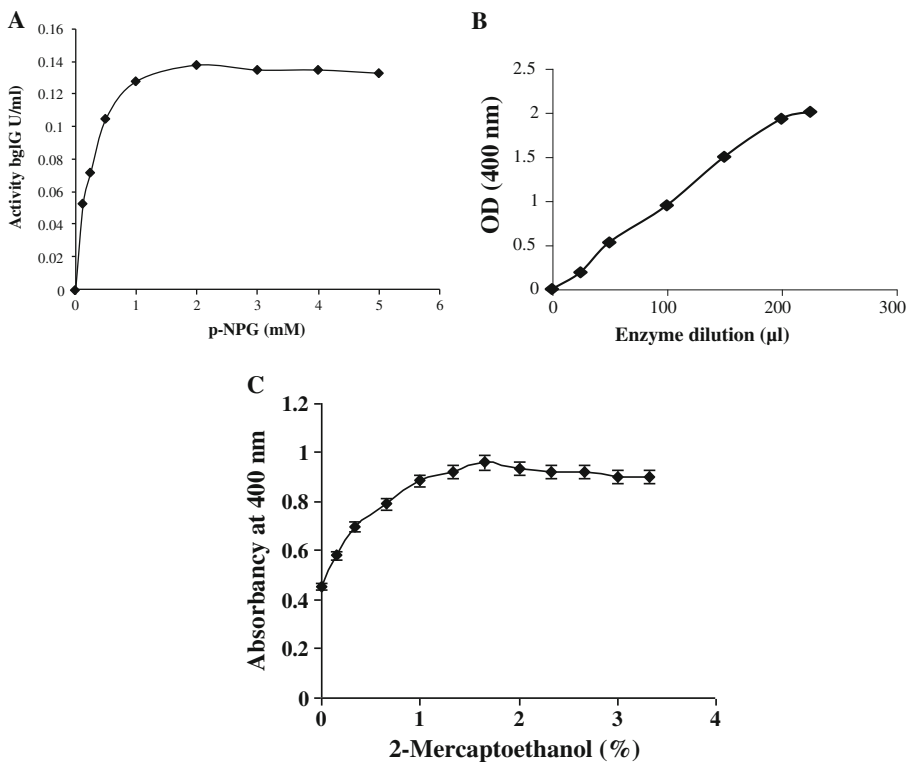 A
Activity bglG U/ml)
0.16
0.14
0.12
0.1
0.08
0.06
0.04
0.02
0
0 1 2 3 4 5 6
p-NPG (mM)
B
OD (400 nm)
2.5
2
1.5
1
0.5
0
0 100 200 300
Enzyme dilution (µl)
C
Absorbancy at 400 nm
1.2
1
0.8
0.6
0.4
0.2
0
0 1 2 3 4
2-Mercaptoethanol (%)